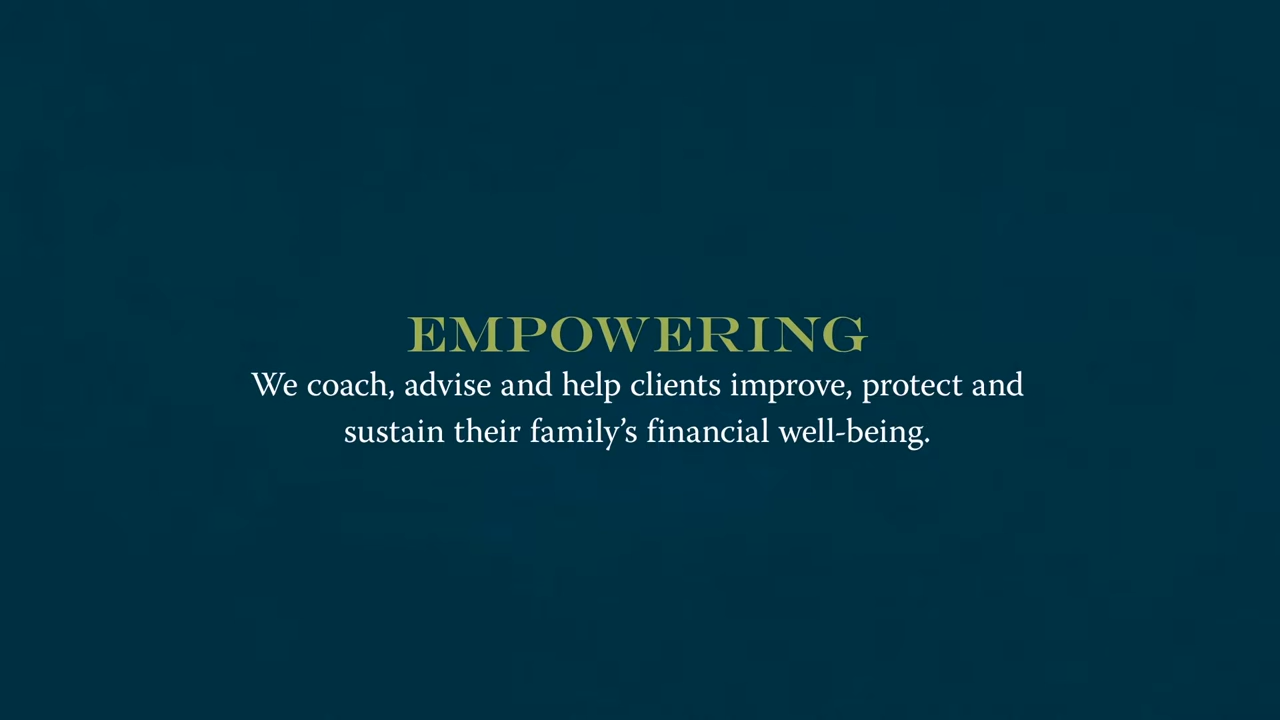 EMPOWERING
We coach, advise and help clients improve, protect and
sustain their family’s financial well-being.